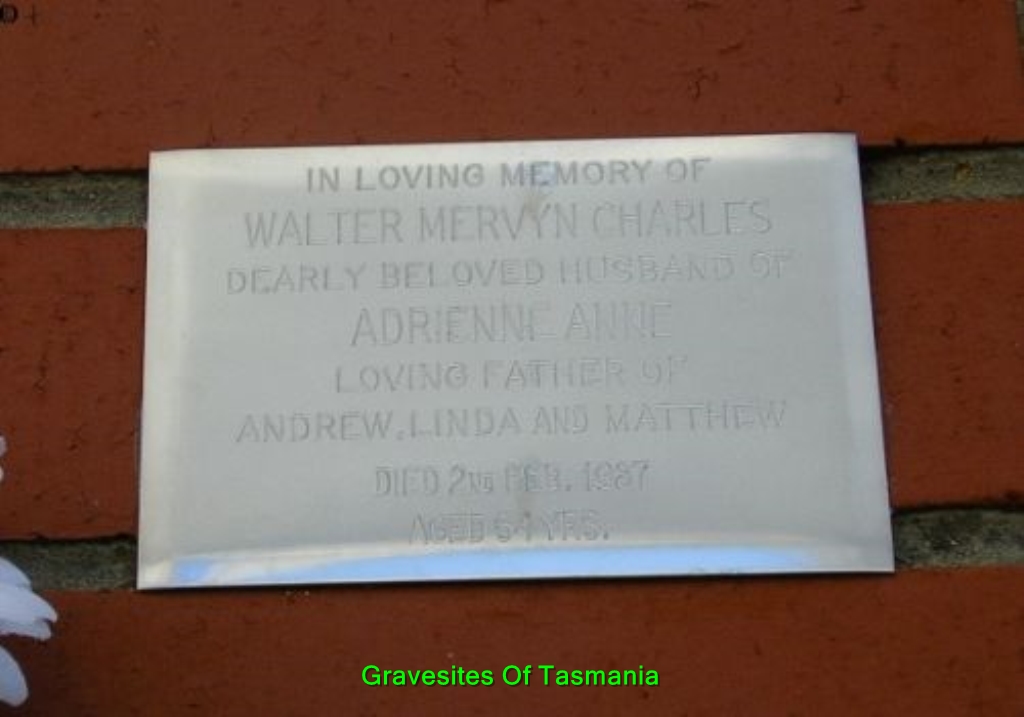 IN LOVING MEMORY OF
WALTER MERVYN CHARLES
DEARLY BELOVED HUSBAND OF
ADRIENNE ANNE
LOVING FATHER OF
ANDREW, LINDA AND MATTHEW
DIED 2ND FEB. 1987
AGED 54 YRS.
Gravesites Of Tasmania